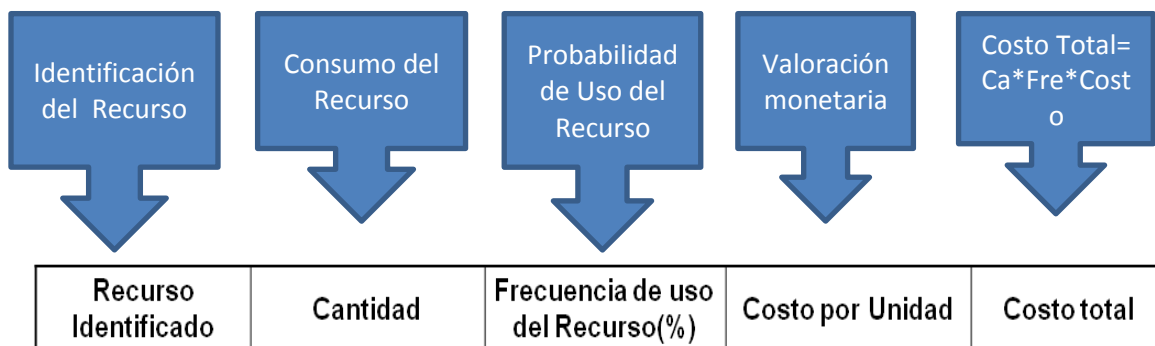 Identificación
del Recurso
Consumo del
Recurso
Probabilidad
de Uso del
Recurso
Valoración
monetaria
Costo Total=
Ca*Fre*Cost
o
Recurso
Identificado
Cantidad
Frecuencia de uso
del Recurso(%)
Costo por Unidad
Costo total